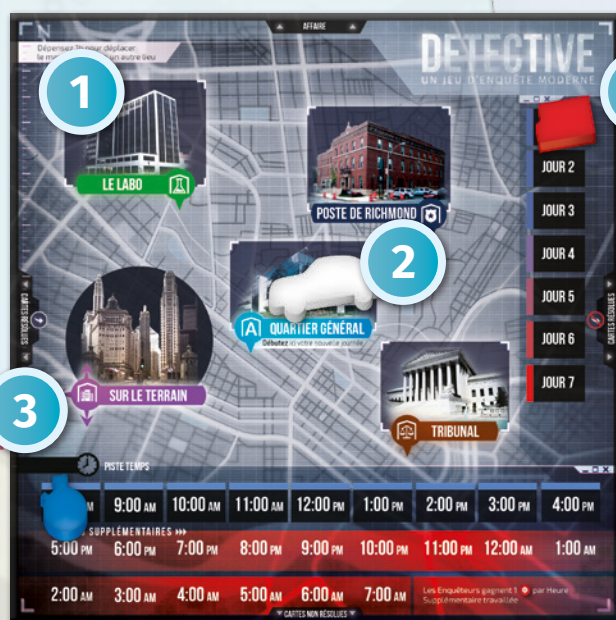 AFFAIRE
Dépensez 1h pour déplacer
un autre lieu
DETECTIVE
UN JEU D'ENQUÊTE MODERNE
1
LE LABO
POSTE DE RICHMOND
2
QUARTIER GÉNÉRAL
Débutez ici votre nouvelle journée
3
SUR LE TERRAIN
TRIBUNAL
JOUR 2
JOUR 3
JOUR 4
JOUR 5
JOUR 6
JOUR 7
CARTES RÉSOLUES
CARTES RÉSOLUES
PISTE TEMPS
9:00 AM 10:00 AM 11:00 AM 12:00 PM 1:00 PM 2:00 PM 3:00 PM 4:00 PM
SUPPLÉMENTAIRES
5:00 PM 6:00 PM 7:00 PM 8:00 PM 9:00 PM 10:00 PM 11:00 PM 12:00 AM 1:00 AM
2:00 AM 3:00 AM 4:00 AM 5:00 AM 6:00 AM 7:00 AM
Les Enquêteurs gagnent 1 par Heure
Supplémentaire travaillée
CARTES NON RÉSOLUES